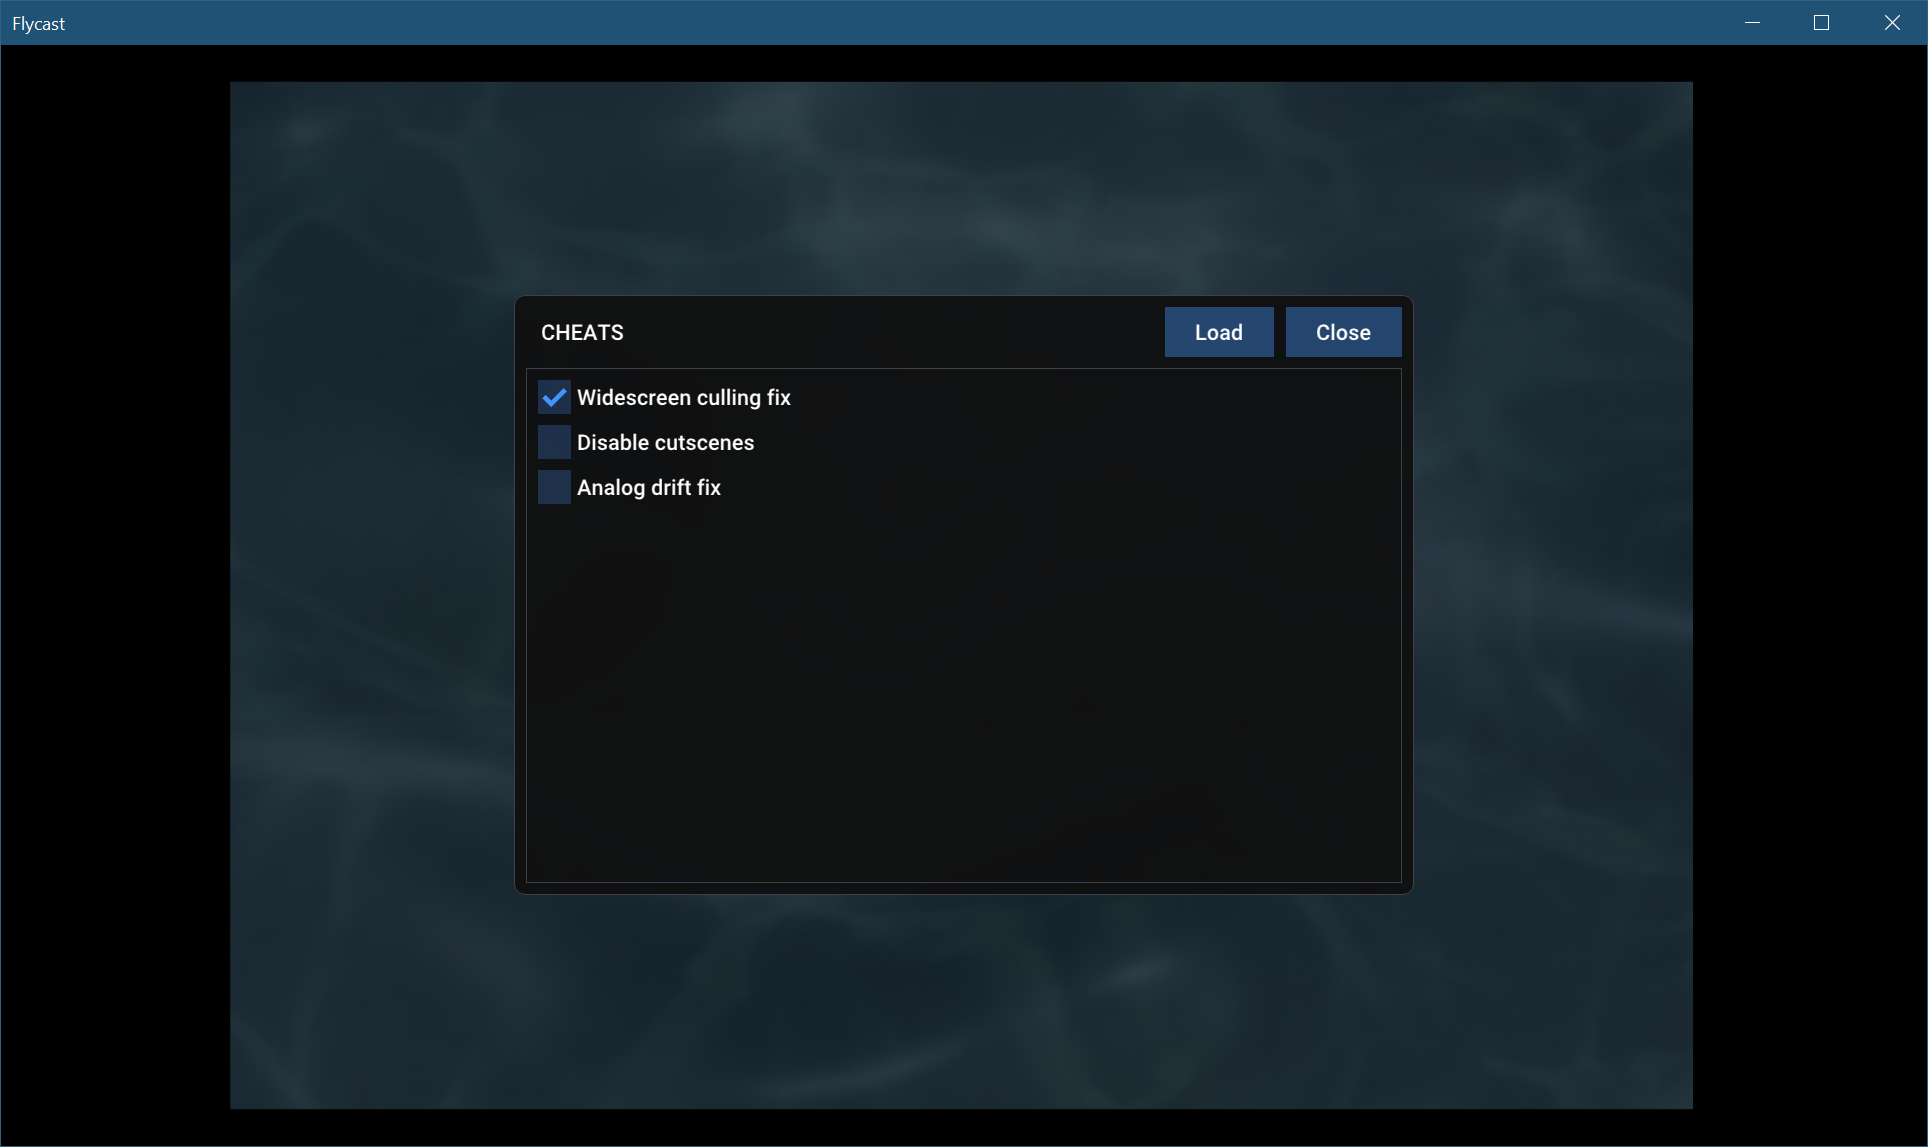 Flycast
CHEATS
Load
Close
Widescreen culling fix
Disable cutscenes
Analog drift fix